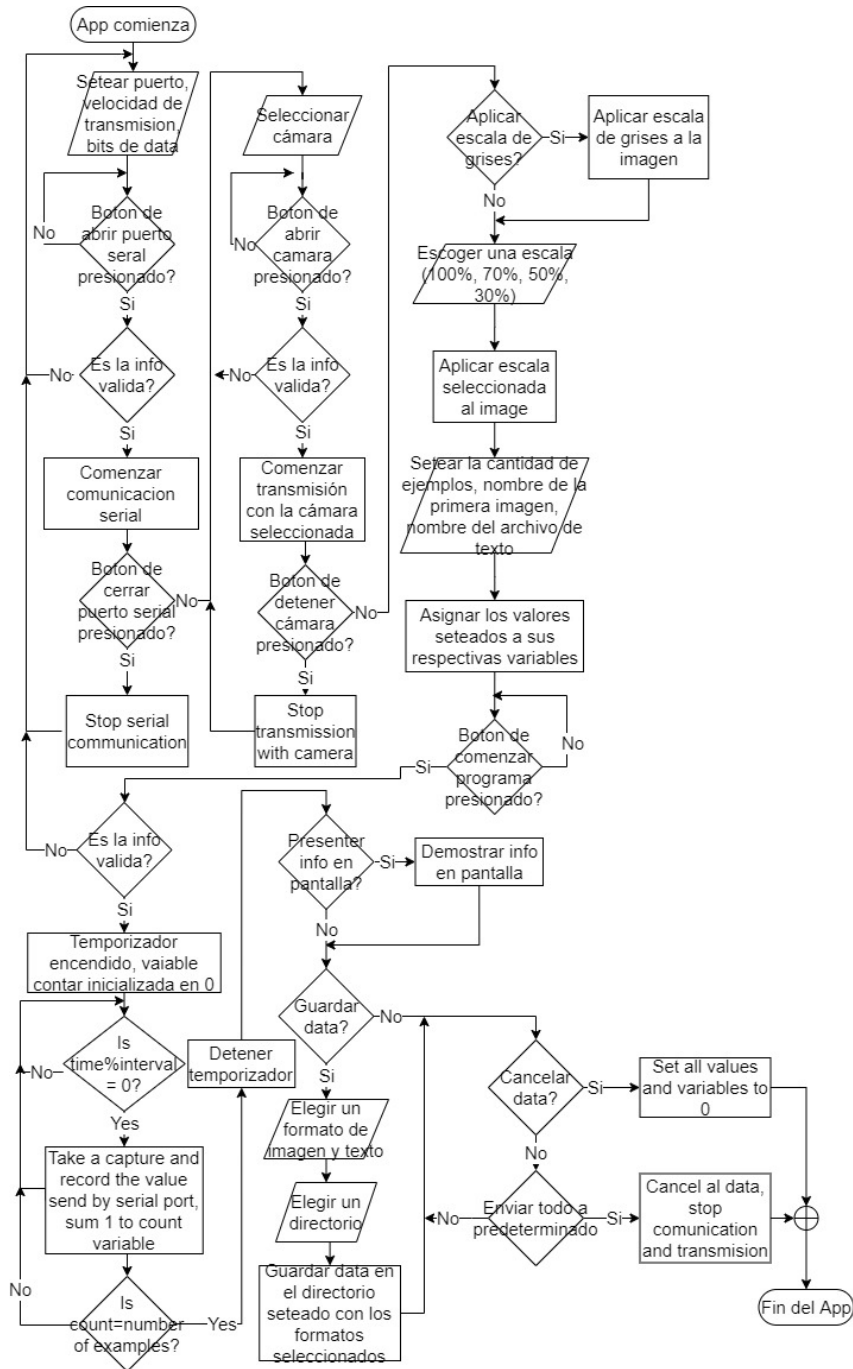 App comienza
Setear puerto,
velocidad de
transmision,
bits de data
Boton de
abrir puerto
seral
presionado?
No
Si
Es la info
valida?
No
Si
Comenzar
comunicacion
serial
Boton de
cerrar
puerto serial
presionado?
No
Si
Stop serial
communication
Seleccionar
cámara
Boton de
abrir
camara
presionado?
No
Si
Es la info
valida?
No
Si
Comenzar
transmisión
con la cámara
seleccionada
Boton de
detener
cámara
presionado?
No
Si
Stop
transmission
with camera
Aplicar
escala de
grises?
Si
Aplicar escala
de grises a la
imagen
No
Escoger una escala
(100%, 70%, 50%,
30%)
Aplicar escala
seleccionada
al image
Setear la cantidad de
ejemplos, nombre de la
primera imagen,
nombre del archivo de
texto
Asignar los valores
seteados a sus
respectivas variables
Boton de
comenzar
programa
presionado?
No
Si
Es la info
valida?
No
Si
Temporizador
encendido, vaiable
contar inicializada en 0
Is
time%interval
= 0?
No
Yes
Take a capture and
record the value
send by serial port,
sum 1 to count
variable
No
Is
count=number
of examples?
Yes
Detener
temporizador
Presenter
info en
pantalla?
Si
Demostrar info
en pantalla
No
Guardar
data?
No
Si
Elegir un
formato de
imagen y texto
Elegir un
directorio
Guardar data en
el directorio
seteado con los
formatos
seleccionados
Cancelar
data?
Si
Set all values
and variables to
0
No
Enviar todo a
predeterminado
No
Si
Cancel al data,
stop
comunication
and transmision
Fin del App